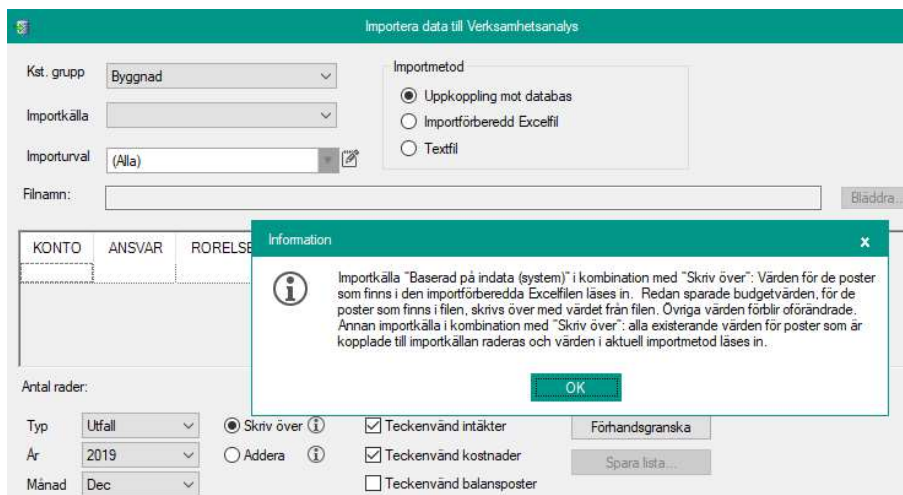 Importera data till Verksamhetsanalys
Kst. grupp
Byggnad
Importmetod
Uppkoppling mot databas
Importkälla
Importförberedd Excelfil
Textfil
Importurval
(Alla)
Filnamn:
Bläddra...
KONTO
ANSVAR
RORELSE
Information
x
Importkälla "Baserad på indata (system)" i kombination med "Skriv över": Värden för de poster
som finns i den importförberedda Excelfilen läses in. Redan sparade budgetvärden, för de
poster som finns i filen, skrivs över med värdet från filen. Övriga värden förblir oförändrade.
Annan importkälla i kombination med "Skriv över": alla existerande värden för poster som är
kopplade till importkällan raderas och värden i aktuell importmetod läses in.
OK
Antal rader:
Typ
Utfall
Skriv över
Teckenvänd intäkter
Förhandsgranska
År
2019
Addera
Teckenvänd kostnader
Spara lista...
Månad
Dec
Teckenvänd balansposter